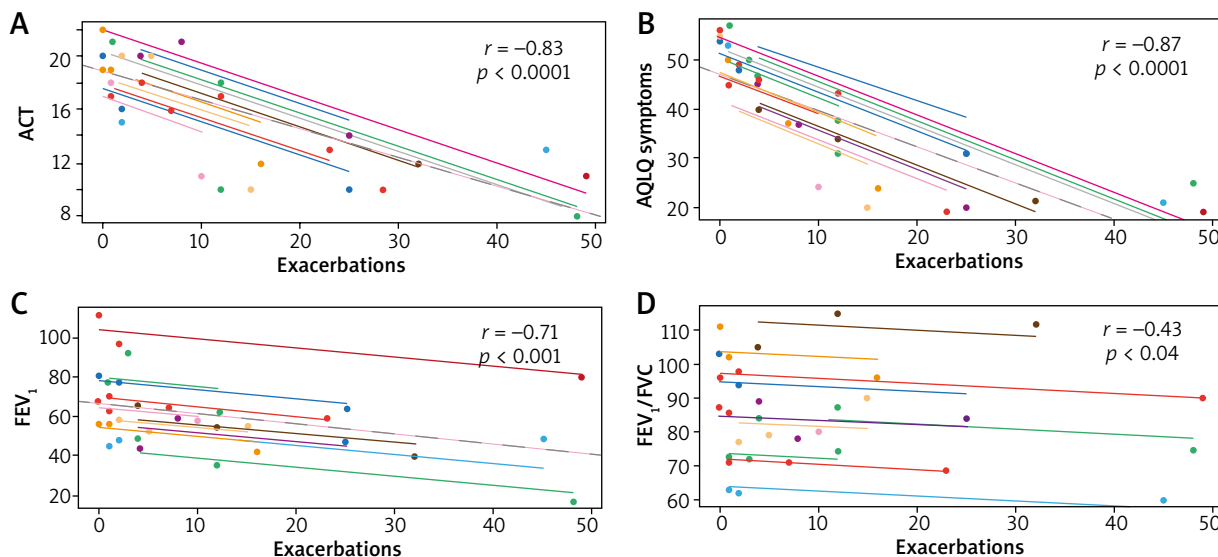 A
r = –0.83
p < 0.0001
ACT
20
16
12
8
0 10 20 30 40 50
Exacerbations
B
r = –0.87
p < 0.0001
AQLQ symptoms
50
40
30
20
0 10 20 30 40 50
Exacerbations
C
r = –0.71
p < 0.001
FEV1
100
80
60
40
20
0 10 20 30 40 50
Exacerbations
D
r = –0.43
p < 0.04
FEV1/FVC
110
100
90
80
70
60
0 10 20 30 40 50
Exacerbations